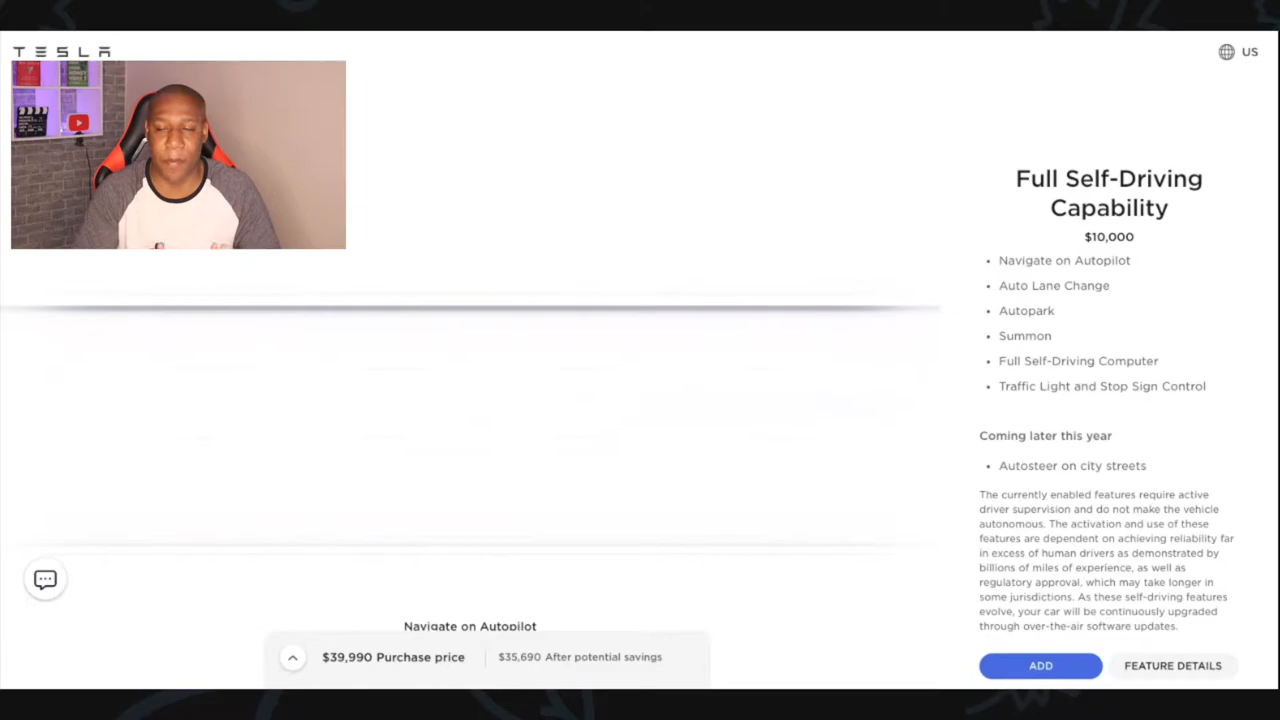 TESLA
US
Full Self-Driving
Capability
$10,000
• Navigate on Autopilot
• Auto Lane Change
• Autopark
• Summon
• Full Self-Driving Computer
• Traffic Light and Stop Sign Control
Coming later this year
• Autosteer on city streets
The currently enabled features require active
driver supervision and do not make the vehicle
autonomous. The activation and use of these
features are dependent on achieving reliability far
in excess of human drivers as demonstrated by
billions of miles of experience, as well as
regulatory approval, which may take longer in
some jurisdictions. As these self-driving features
evolve, your car will be continuously upgraded
through over-the-air software updates.
Navigate on Autopilot
$39,990 Purchase price
$35,690 After potential savings
ADD
FEATURE DETAILS